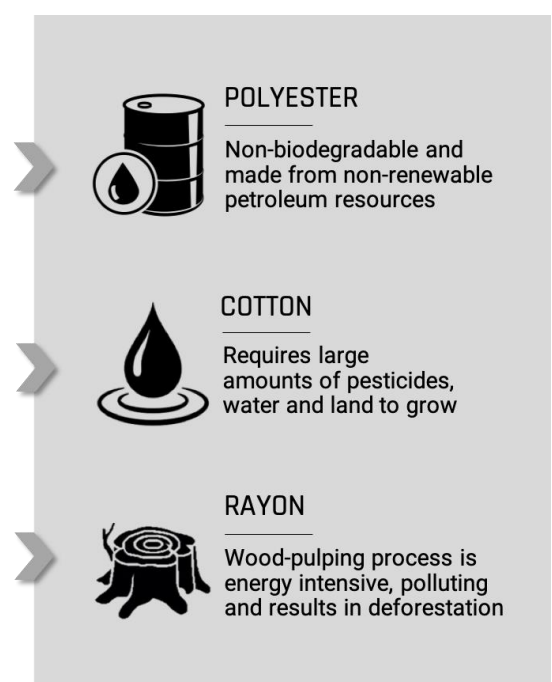 POLYESTER
Non-biodegradable and
made from non-renewable
petroleum resources
COTTON
Requires large
amounts of pesticides,
water and land to grow
RAYON
Wood-pulping process is
energy intensive, polluting
and results in deforestation